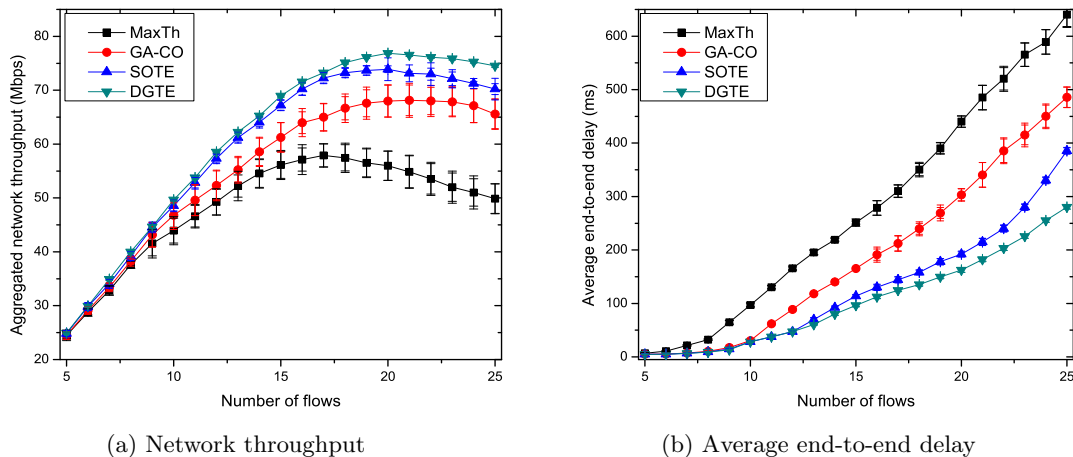 MaxTh
GA-CO
SOTE
DGTE
Aggregated network throughput (Mbps)
80
70
60
50
40
30
20
5 10 15 20 25
Number of flows
(a) Network throughput
MaxTh
GA-CO
SOTE
DGTE
Average end-to-end delay (ms)
600
500
400
300
200
100
0
5 10 15 20 25
Number of flows
(b) Average end-to-end delay